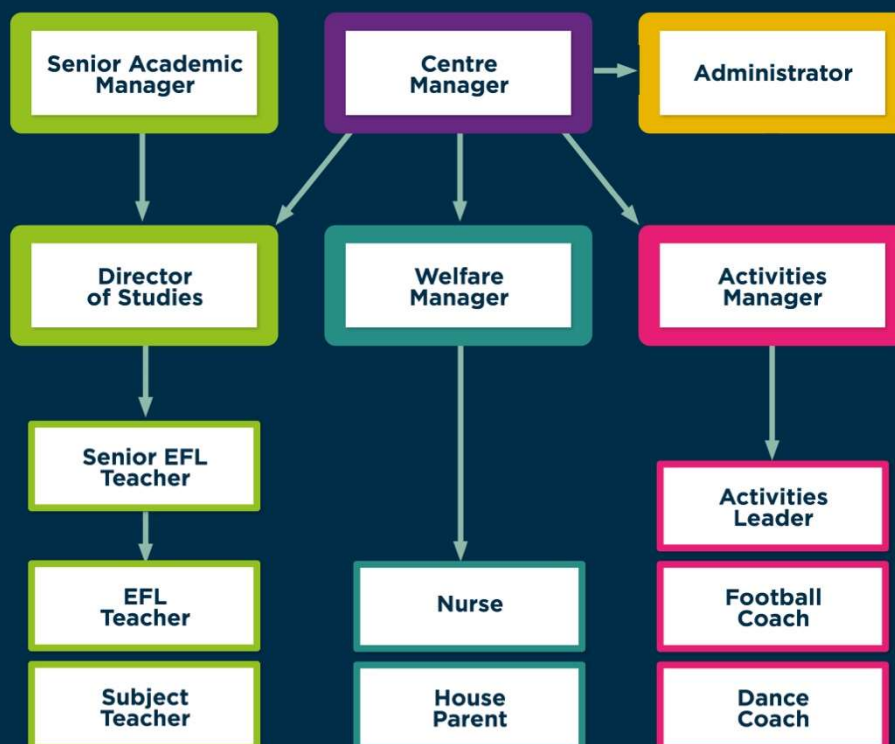 Senior Academic
Manager
Centre
Manager
Administrator
Director
of Studies
Welfare
Manager
Activities
Manager
Senior EFL
Teacher
Activities
Leader
EFL
Teacher
Nurse
Football
Coach
Subject
Teacher
House
Parent
Dance
Coach